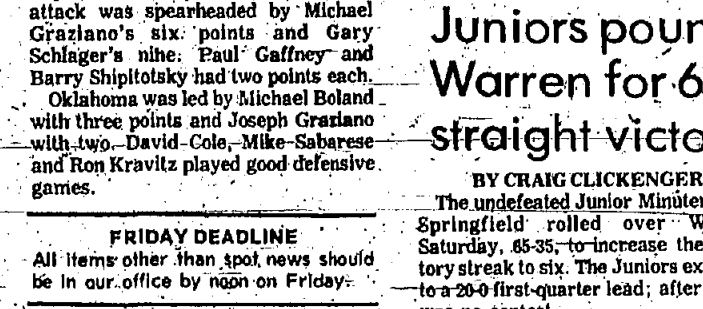 attack was spearheaded by Michael
Graziano's six points and Gary
Schlager's nine. Paul Gaffney and
Barry Shipitotsky had two points each.
Oklahoma was led by Michael Boland
with three points and Joseph Graziano
with two. David Cole, Mike Sabarese
and Ron Kravitz played good defensive
games.
FRIDAY DEADLINE
All items other than spot news should
be in our office by noon on Friday.
Juniors pour
Warren for 6
straight victo
BY CRAIG CLICKENGER
The undefeated Junior Minuter
Springfield rolled over W
Saturday, 65-35, to increase the
tory streak to six. The Juniors ex
to a 20-0 first-quarter lead; after
was no contest